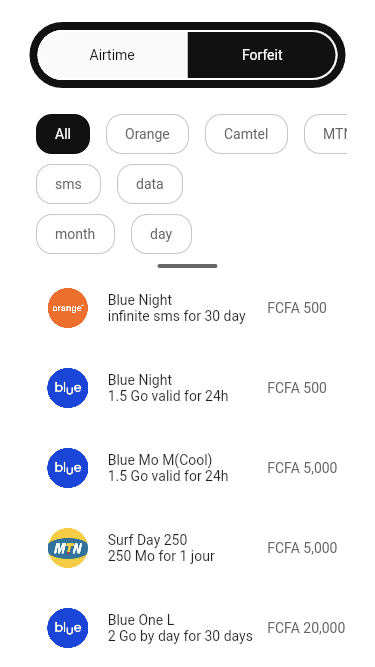 Airtime Forfeit
All Orange Camtel MTN
sms data
month day
orange
Blue Night
infinite sms for 30 day
FCFA 500
blue
Blue Night
1.5 Go valid for 24h
FCFA 500
blue
Blue Mo M(Cool)
1.5 Go valid for 24h
FCFA 5,000
MTN
Surf Day 250
250 Mo for 1 jour
FCFA 5,000
blue
Blue One L
2 Go by day for 30 days
FCFA 20,000